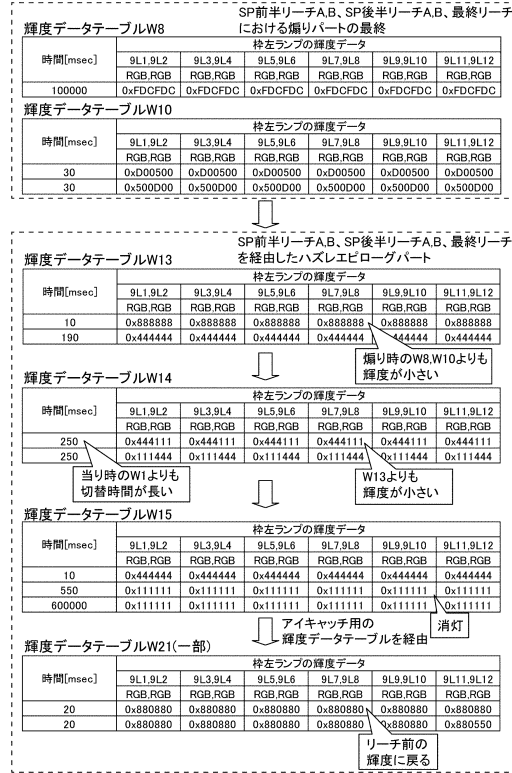 SP前半リーチA,B、SP後半リーチA,B、最終リーチ
における煽りパートの最終
輝度データテーブルW8
時間[msec] 枠左ランプの輝度データ
9L1,9L2 9L3,9L4 9L5,9L6 9L7,9L8 9L9,9L10 9L11,9L12
RGB,RGB RGB,RGB RGB,RGB RGB,RGB RGB,RGB RGB,RGB
100000 0xFDCFDC 0xFDCFDC 0xFDCFDC 0xFDCFDC 0xFDCFDC 0xFDCFDC
輝度データテーブルW10
時間[msec] 枠左ランプの輝度データ
9L1,9L2 9L3,9L4 9L5,9L6 9L7,9L8 9L9,9L10 9L11,9L12
RGB,RGB RGB,RGB RGB,RGB RGB,RGB RGB,RGB RGB,RGB
30 0xD00500 0xD00500 0xD00500 0xD00500 0xD00500 0xD00500
30 0x500D00 0x500D00 0x500D00 0x500D00 0x500D00 0x500D00
SP前半リーチA,B、SP後半リーチA,B、最終リーチ
を経由したハズレエピローグパート
輝度データテーブルW13
時間[msec] 枠左ランプの輝度データ
9L1,9L2 9L3,9L4 9L5,9L6 9L7,9L8 9L9,9L10 9L11,9L12
RGB,RGB RGB,RGB RGB,RGB RGB,RGB RGB,RGB RGB,RGB
10 0x888888 0x888888 0x888888 0x888888 0x888888 0x888888
190 0x444444 0x444444 0x444444 0x444444 0x444444 0x444444
煽り時のW8,W10よりも
輝度が小さい
輝度データテーブルW14
時間[msec] 枠左ランプの輝度データ
9L1,9L2 9L3,9L4 9L5,9L6 9L7,9L8 9L9,9L10 9L11,9L12
RGB,RGB RGB,RGB RGB,RGB RGB,RGB RGB,RGB RGB,RGB
250 0x444111 0x444111 0x444111 0x444111 0x444111 0x444111
250 0x111444 0x111444 0x111444 0x111444 0x111444 0x111444
当り時のW1よりも
切替時間が長い
W13よりも
輝度が小さい
輝度データテーブルW15
時間[msec] 枠左ランプの輝度データ
9L1,9L2 9L3,9L4 9L5,9L6 9L7,9L8 9L9,9L10 9L11,9L12
RGB,RGB RGB,RGB RGB,RGB RGB,RGB RGB,RGB RGB,RGB
10 0x444444 0x444444 0x444444 0x444444 0x444444 0x444444
550 0x111111 0x111111 0x111111 0x111111 0x111111 0x111111
600000 0x111111 0x111111 0x111111 0x111111 0x111111 0x111111
消灯
アイキャッチ用の
輝度データテーブルを経由
輝度データテーブルW21(一部)
時間[msec] 枠左ランプの輝度データ
9L1,9L2 9L3,9L4 9L5,9L6 9L7,9L8 9L9,9L10 9L11,9L12
RGB,RGB RGB,RGB RGB,RGB RGB,RGB RGB,RGB RGB,RGB
20 0x880880 0x880880 0x880880 0x880880 0x880880 0x880880
20 0x880880 0x880880 0x880880 0x880880 0x880880 0x880550
リーチ前の
輝度に戻る